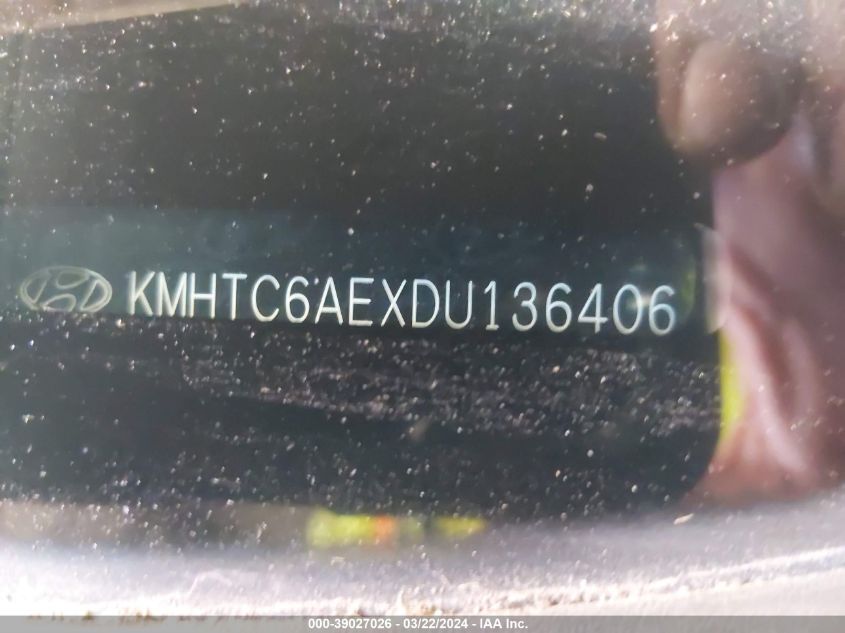 KMHTC6AEXDU136406
000-39027026 - 03/22/2024 - IAA Inc.